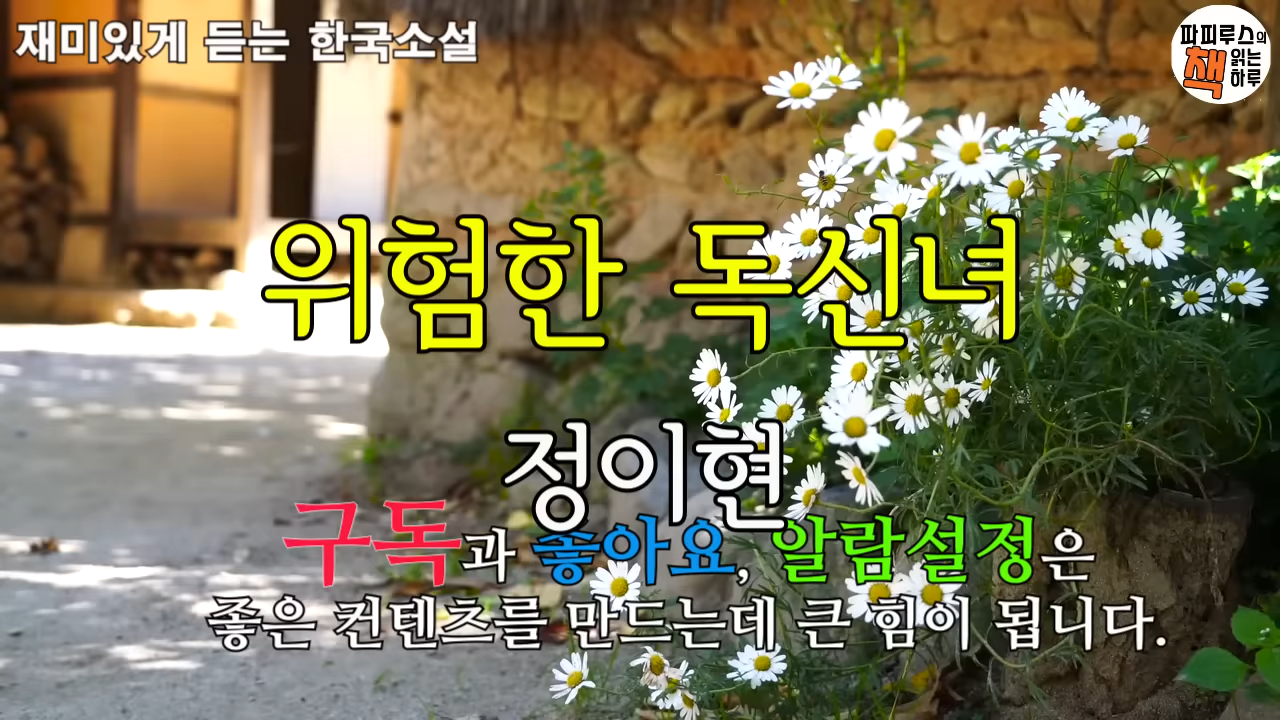 재미있게 듣는 한국소설
파피루스의
책 읽는
하루
위험한 독신녀
정이현
구독과 좋아요, 알람설정은
좋은 컨텐츠를 만드는데 큰 힘이 됩니다.